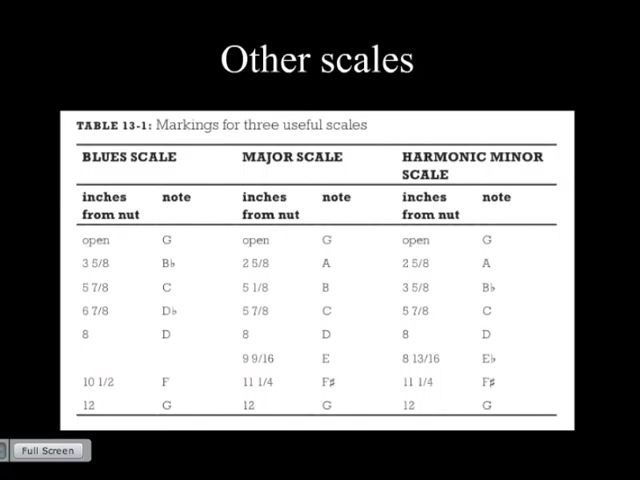 Other scales
TABLE 13-1: Markings for three useful scales
BLUES SCALE MAJOR SCALE HARMONIC MINOR SCALE
inches from nut note inches from nut note inches from nut note
open G open G open G
3 5/8 B♭ 2 5/8 A 2 5/8 A
5 7/8 C 5 1/8 B 3 5/8 B♭
6 7/8 D♭ 5 7/8 C 5 7/8 C
8 D 8 D 8 D
9 9/16 E 8 13/16 E♭
10 1/2 F 11 1/4 F♯ 11 1/4 F♯
12 G 12 G 12 G
Full Screen